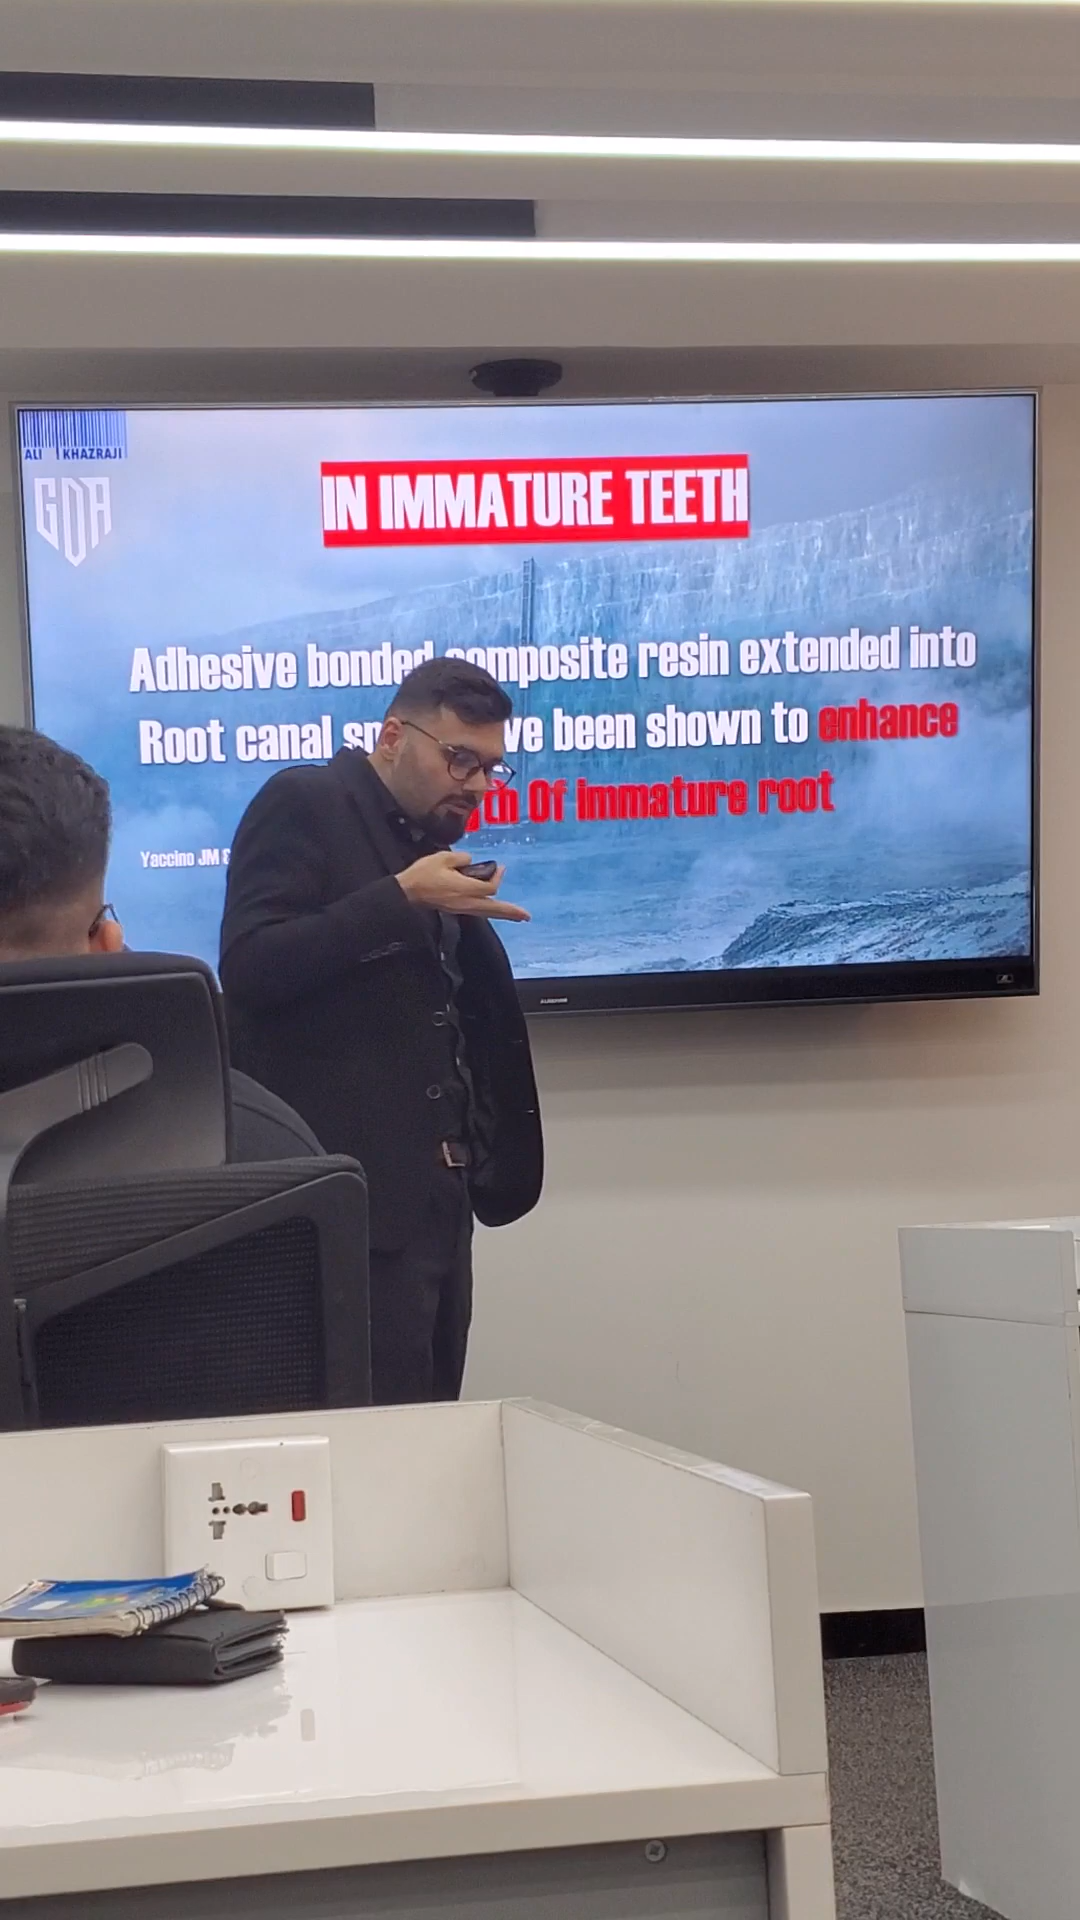 ALI KHAZRAJI
GDA
IN IMMATURE TEETH
Adhesive bonded composite resin extended into
Root canal ve been shown to enhance
Of immature root
Yaccino JM